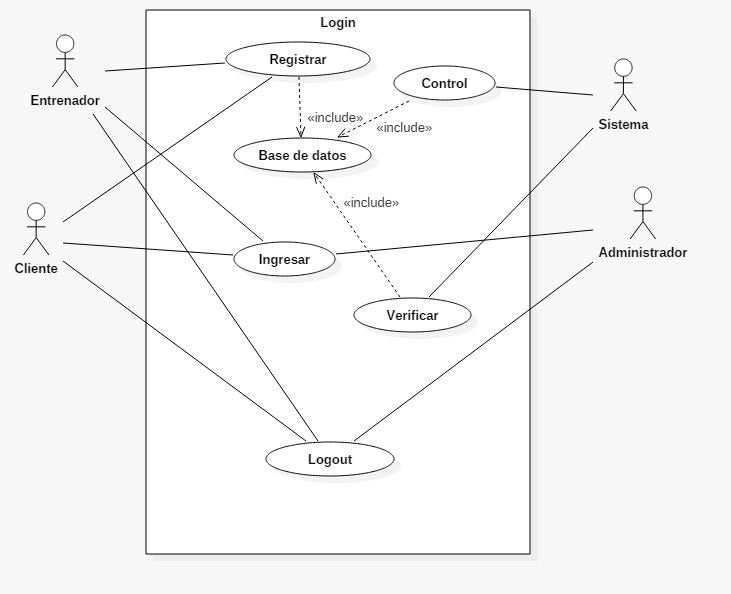 Login
Registrar
Control
Entrenador
«include»
«include»
Sistema
Base de datos
«include»
Cliente
Ingresar
Administrador
Verificar
Logout